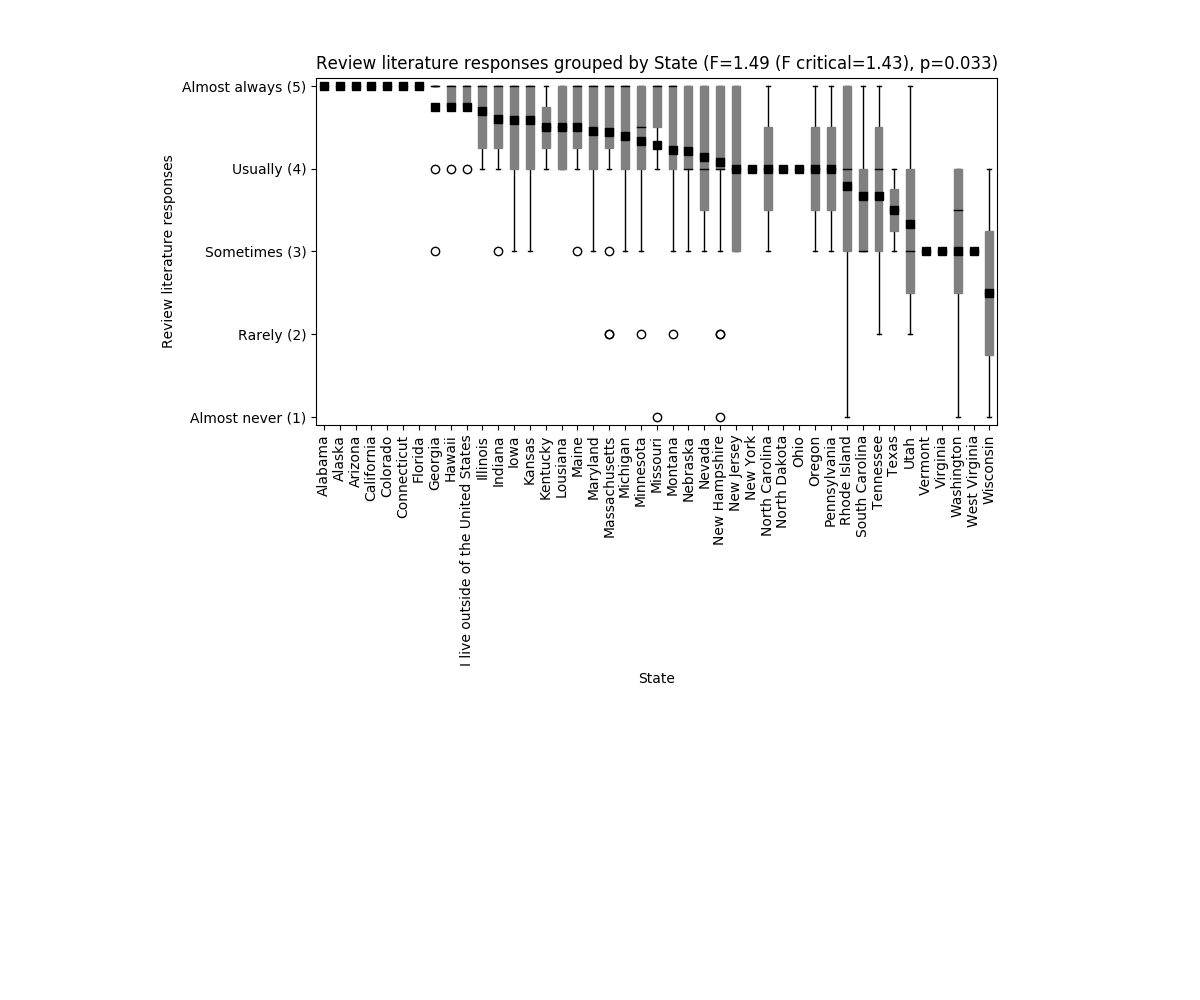 Review literature responses grouped by State (F=1.49 (F critical=1.43), p=0.033)
Review literature responses
Almost always (5)
Usually (4)
Sometimes (3)
Rarely (2)
Almost never (1)
Alabama
Alaska
Arizona
California
Colorado
Connecticut
Florida
Georgia
Hawaii
I live outside of the United States
Illinois
Indiana
Iowa
Kansas
Kentucky
Lousiana
Maine
Maryland
Massachusetts
Michigan
Minnesota
Missouri
Montana
Nebraska
Nevada
New Hampshire
New Jersey
New York
North Carolina
North Dakota
Ohio
Oregon
Pennsylvania
Rhode Island
South Carolina
Tennessee
Texas
Utah
Vermont
Virginia
Washington
West Virginia
Wisconsin
State